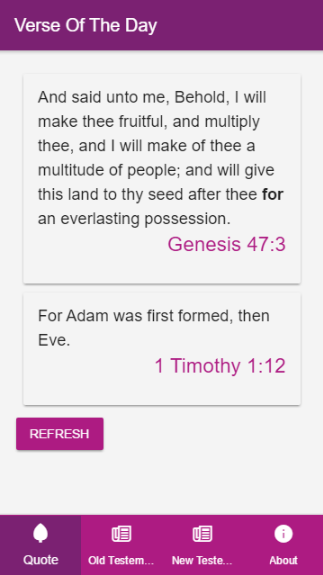 Verse Of The Day
And said unto me, Behold, I will
make thee fruitful, and multiply
thee, and I will make of thee a
multitude of people; and will give
this land to thy seed after thee for
an everlasting possession.
Genesis 47:3
For Adam was first formed, then
Eve.
1 Timothy 1:12
REFRESH
Quote
Old Testem...
New Teste...
About